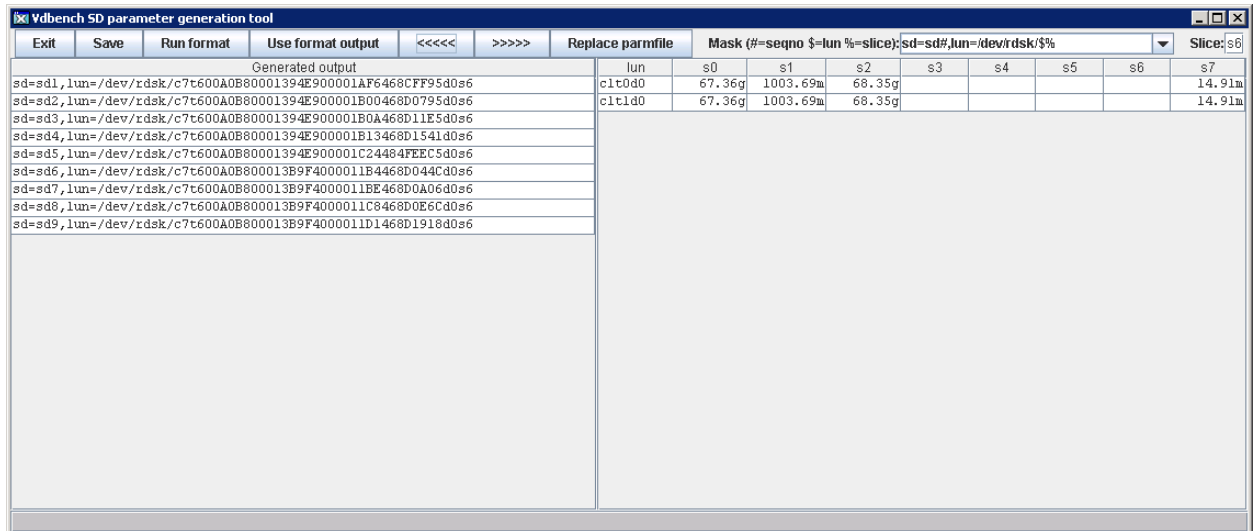 Vdbench SD parameter generation tool
Exit Save Run format Use format output <<<<< >>>>> Replace parmfile Mask (#=seqno $=lun %=slice): sd=sd#,lun=/dev/rdsk/$% Slice: s6
Generated output lun s0 s1 s2 s3 s4 s5 s6 s7
sd=sd1,lun=/dev/rdsk/c7t600A0B80001394E900001AF6468CFF95d0s6 c1t0d0 67.36g 1003.69m 68.35g 14.91m
sd=sd2,lun=/dev/rdsk/c7t600A0B80001394E900001B00468D0795d0s6 c1t1d0 67.36g 1003.69m 68.35g 14.91m
sd=sd3,lun=/dev/rdsk/c7t600A0B80001394E900001B0A468D11E5d0s6
sd=sd4,lun=/dev/rdsk/c7t600A0B80001394E900001B13468D1541d0s6
sd=sd5,lun=/dev/rdsk/c7t600A0B80001394E900001C24484FEEC5d0s6
sd=sd6,lun=/dev/rdsk/c7t600A0B800013B9F4000011B4468D044Cd0s6
sd=sd7,lun=/dev/rdsk/c7t600A0B800013B9F4000011BE468D0A06d0s6
sd=sd8,lun=/dev/rdsk/c7t600A0B800013B9F4000011C8468D0E6Cd0s6
sd=sd9,lun=/dev/rdsk/c7t600A0B800013B9F4000011D1468D1918d0s6